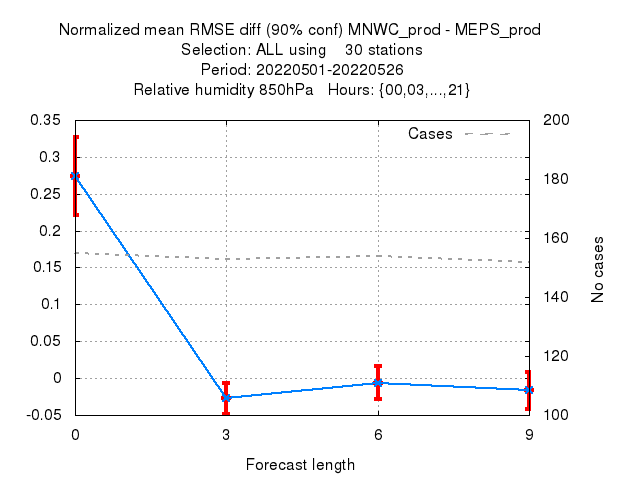 Normalized mean RMSE diff (90% conf) MNWC_prod - MEPS_prod
Selection: ALL using    30 stations
Period: 20220501-20220526
Relative humidity 850hPa   Hours: {00,03,...,21}
0.35
0.3
0.25
0.2
0.15
0.1
0.05
0
-0.05
Cases
200
180
160
140
120
100
No cases
0
3
6
9
Forecast length